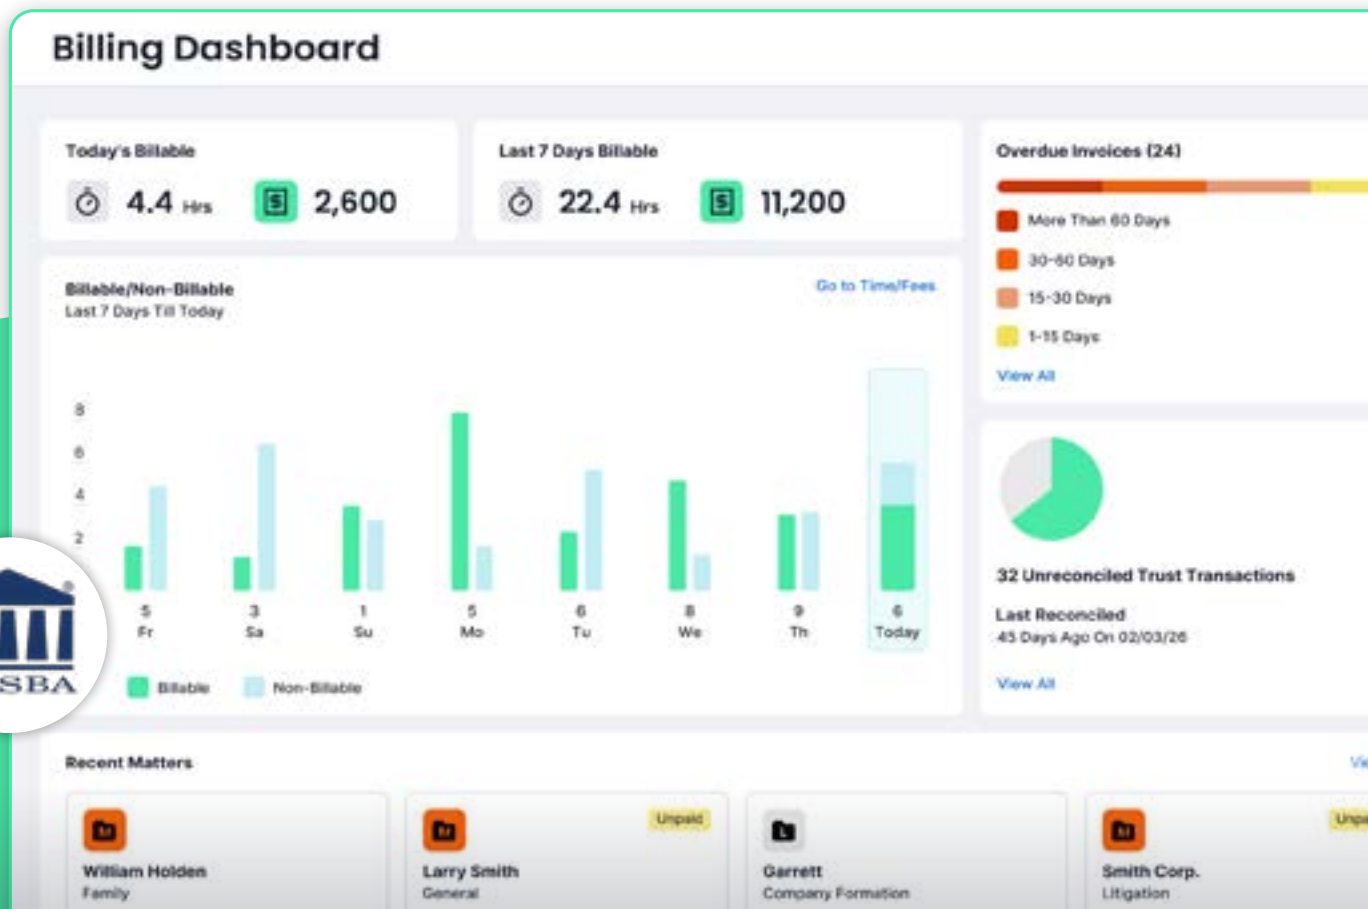 Billing Dashboard
Today's Billable
4.4 Hrs
2,600
Last 7 Days Billable
22.4 Hrs
11,200
Overdue Invoices (24)
More Than 60 Days
30-60 Days
15-30 Days
1-15 Days
View All
Billable/Non-Billable
Last 7 Days Till Today
Go to Time/Fees
8
6
4
2
5
Fr
3
Sa
1
Su
5
Mo
6
Tu
8
We
9
Th
6
Today
Billable
Non-Billable
32 Unreconciled Trust Transactions
Last Reconciled
45 Days Ago On 02/03/26
View All
SBA
®
Recent Matters
William Holden
Family
Unpaid
Larry Smith
General
Garrett
Company Formation
Smith Corp.
Litigation